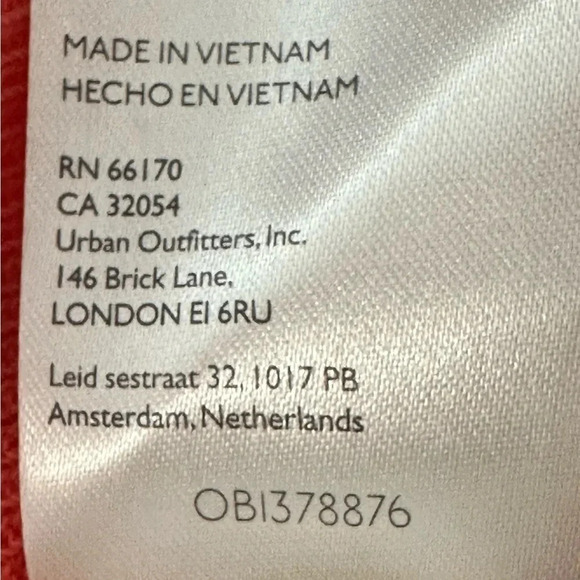 MADE IN VIETNAM
HECHO EN VIETNAM
RN 66170
CA 32054
Urban Outfitters, Inc.
146 Brick Lane,
LONDON E1 6RU
Leid sestraat 32, 1017 PB
Amsterdam, Netherlands
OB1378876